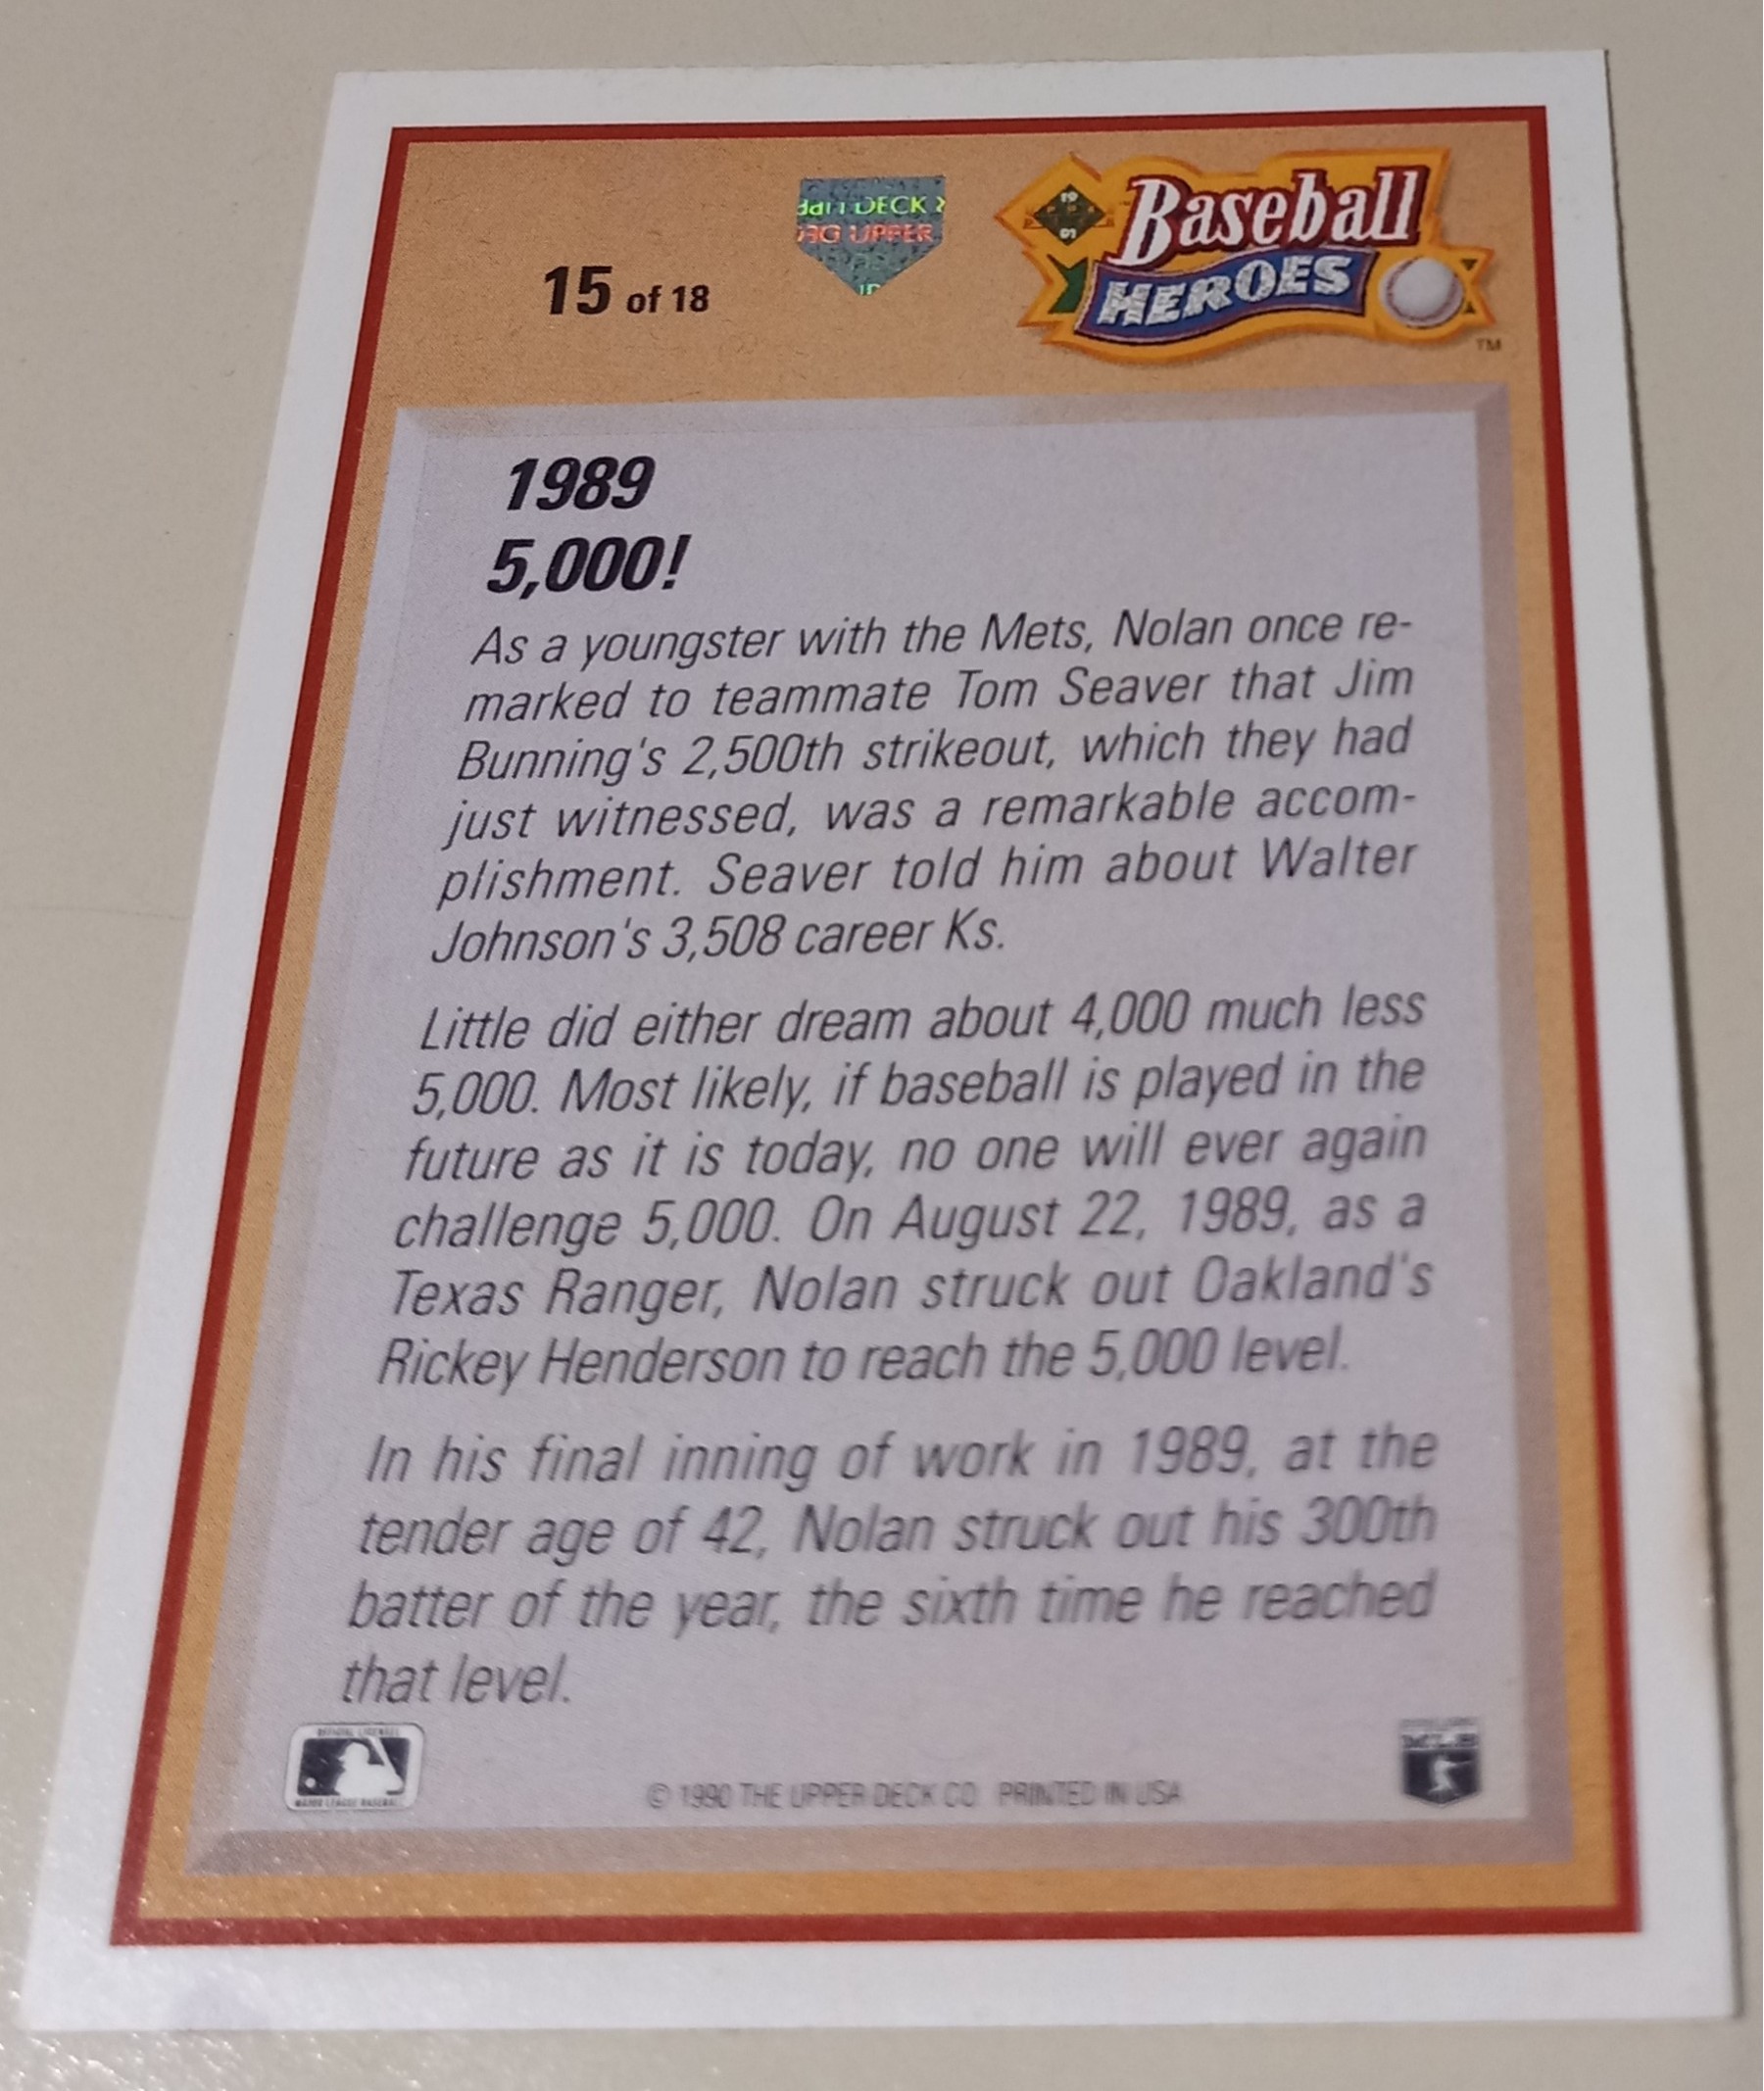 15 of 18
DECK
UPPER
Baseball
HEROES
TM
1989
5,000!
As a youngster with the Mets, Nolan once re-
marked to teammate Tom Seaver that Jim
Bunning's 2,500th strikeout, which they had
just witnessed, was a remarkable accom-
plishment. Seaver told him about Walter
Johnson's 3,508 career Ks.
Little did either dream about 4,000 much less
5,000. Most likely, if baseball is played in the
future as it is today, no one will ever again
challenge 5,000. On August 22, 1989, as a
Texas Ranger, Nolan struck out Oakland's
Rickey Henderson to reach the 5,000 level.
In his final inning of work in 1989, at the
tender age of 42, Nolan struck out his 300th
batter of the year, the sixth time he reached
that level.
© 1990 THE UPPER DECK CO PRINTED IN USA